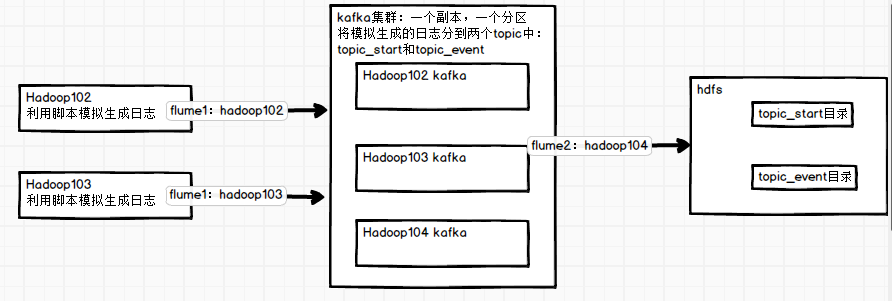 kafka集群：一个副本，一个分区
将模拟生成的日志分到两个topic中：
topic_start和topic_event
Hadoop102 kafka
Hadoop102
利用脚本模拟生成日志
flume1：hadoop102
Hadoop103 kafka
Hadoop103
利用脚本模拟生成日志
flume1：hadoop103
Hadoop104 kafka
flume2：hadoop104
hdfs
topic_start目录
topic_event目录